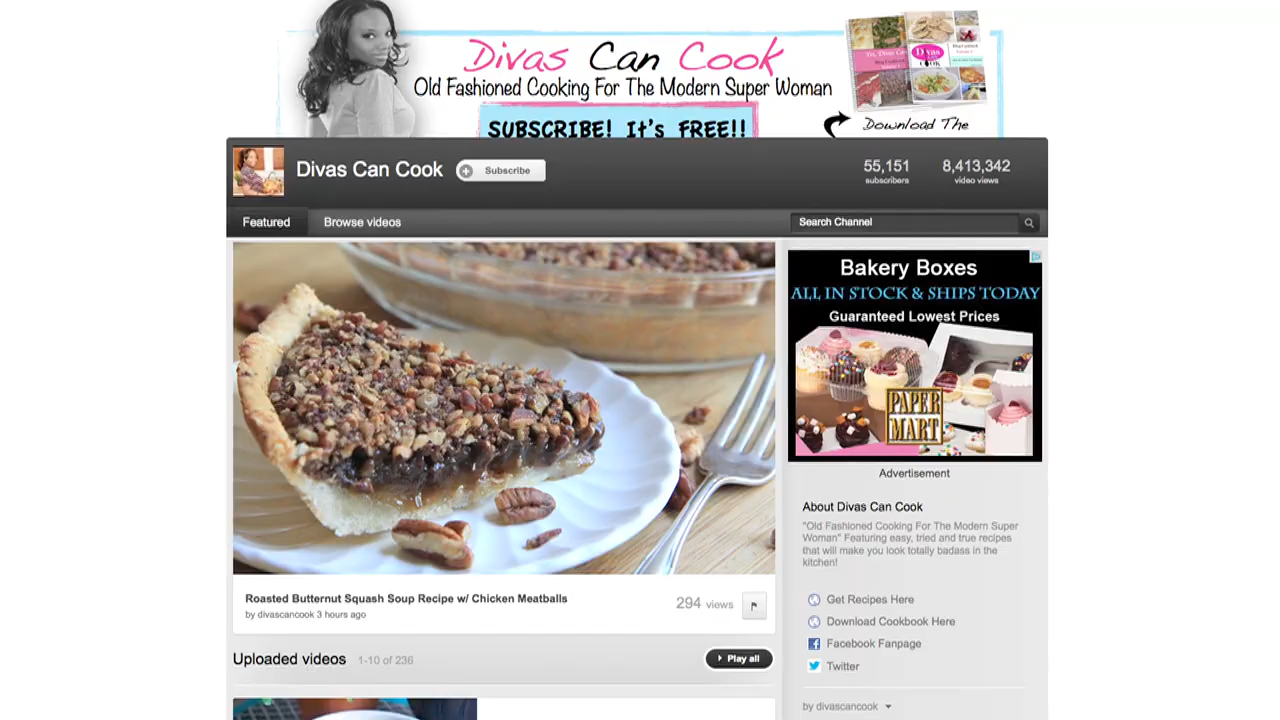 Divas Can Cook
Old Fashioned Cooking For The Modern Super Woman
SUBSCRIBE! It's FREE!!
Download The
Divas Can Cook
Subscribe
55,151
subscribers
8,413,342
video views
Featured
Browse videos
Search Channel
Bakery Boxes
ALL IN STOCK & SHIPS TODAY
Guaranteed Lowest Prices
PAPER
MART
Advertisement
About Divas Can Cook
"Old Fashioned Cooking For The Modern Super
Woman" Featuring easy, tried and true recipes
that will make you look totally badass in the
kitchen!
Get Recipes Here
Download Cookbook Here
Facebook Fanpage
Twitter
by divascancook
Roasted Butternut Squash Soup Recipe w/ Chicken Meatballs
by divascancook 3 hours ago
294 views
Uploaded videos 1-10 of 236
Play all